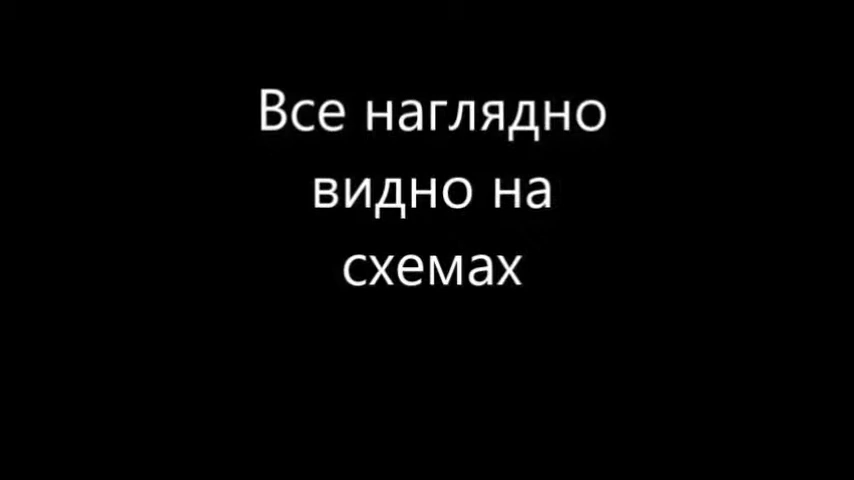 Все наглядно
видно на
схемах